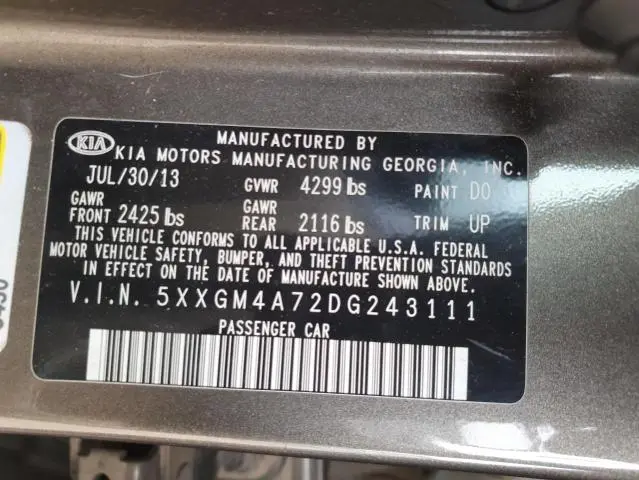 MANUFACTURED BY
KIA KIA MOTORS MANUFACTURING GEORGIA, INC.
JUL/30/13 GVWR 4299 lbs PAINT D0
GAWR FRONT 2425 lbs GAWR REAR 2116 lbs TRIM UP
THIS VEHICLE CONFORMS TO ALL APPLICABLE U.S.A. FEDERAL
MOTOR VEHICLE SAFETY, BUMPER, AND THEFT PREVENTION STANDARDS
IN EFFECT ON THE DATE OF MANUFACTURE SHOWN ABOVE.
V.I.N. 5XXGM4A72DG243111
PASSENGER CAR